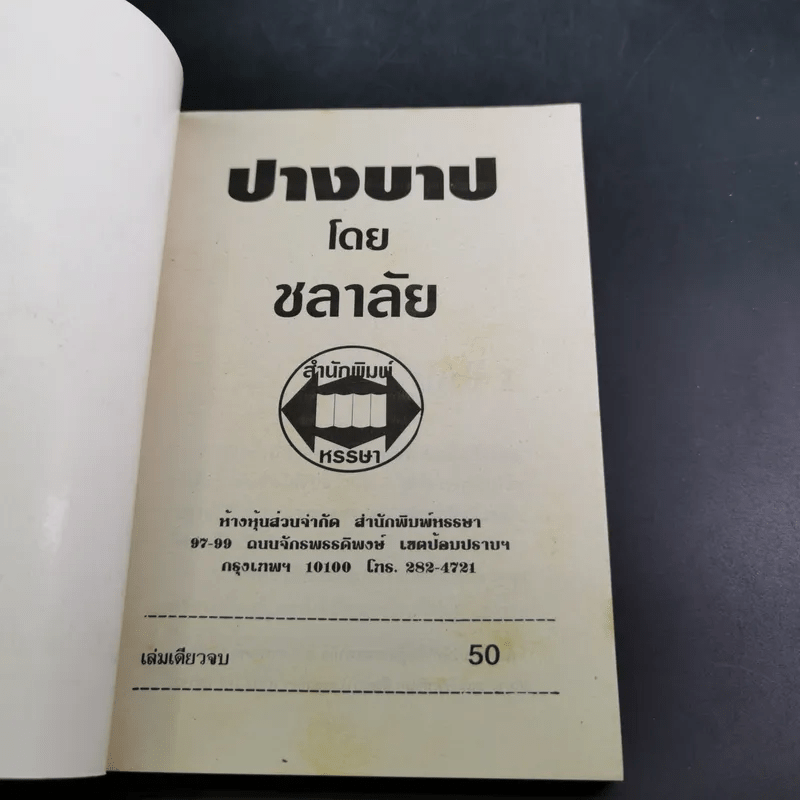 ปางบาป
โดย
ชลาลัย
สำนักพิมพ์
หรรษา
ห้างหุ้นส่วนจำกัด สำนักพิมพ์หรรษา
97-99 ถนนจักรพรรดิพงษ์ เขตป้อมปราบฯ
กรุงเทพฯ 10100 โทร. 282-4721
เล่มเดียวจบ 50